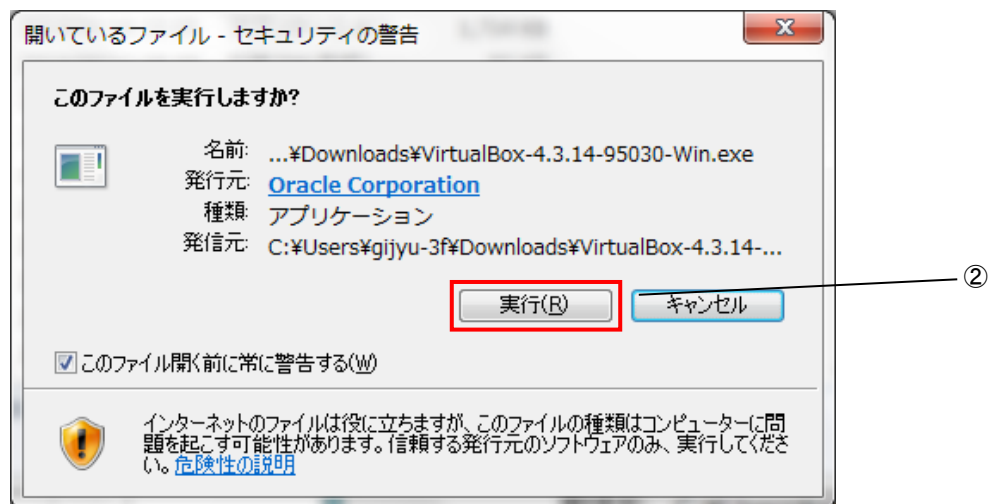 開いているファイル - セキュリティの警告
このファイルを実行しますか?
名前: ...¥Downloads¥VirtualBox-4.3.14-95030-Win.exe
発行元: Oracle Corporation
種類: アプリケーション
発信元: C:¥Users¥gijyu-3f¥Downloads¥VirtualBox-4.3.14-...
実行(R) キャンセル
②
このファイル開く前に常に警告する(W)
インターネットのファイルは役に立ちますが、このファイルの種類はコンピューターに問
題を起こす可能性があります。信頼する発行元のソフトウェアのみ、実行してくださ
い。危険性の説明